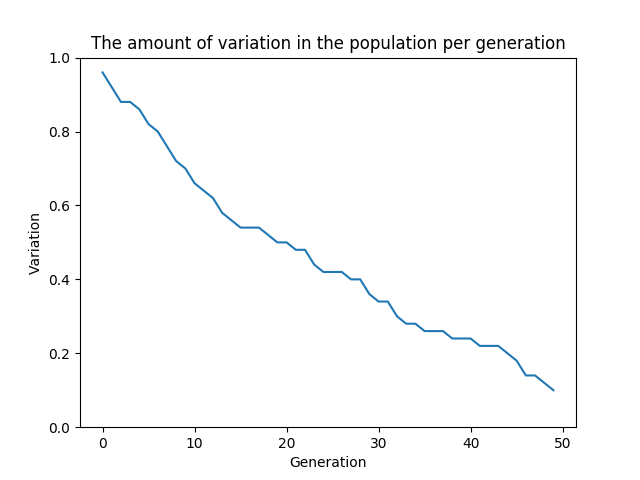 The amount of variation in the population per generation
1.0
0.8
0.6
0.4
0.2
0.0
Variation
0 10 20 30 40 50
Generation